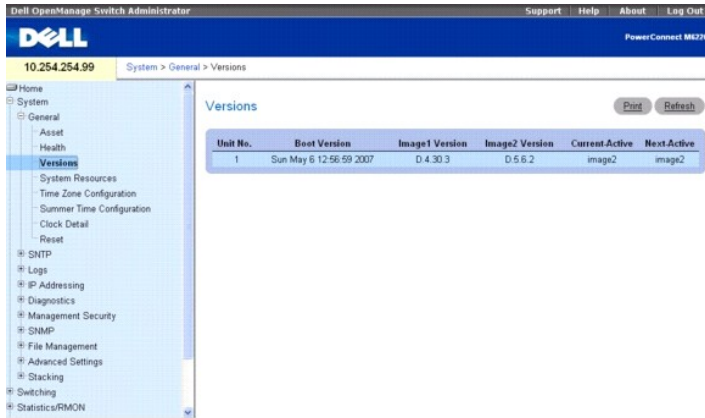 Dell OpenManage Switch Administrator
Support Help About Log Out
DELL
PowerConnect M6220
10.254.254.99
System > General > Versions
Home
System
General
Asset
Health
Versions
System Resources
Time Zone Configuration
Summer Time Configuration
Clock Detail
Reset
SNTP
Logs
IP Addressing
Diagnostics
Management Security
SNMP
File Management
Advanced Settings
Stacking
Switching
Statistics/RMON
Versions
Print Refresh
Unit No. Boot Version Image1 Version Image2 Version Current-Active Next-Active
1 Sun May 6 12:56:59 2007 D.4.30.3 D.5.6.2 image2 image2